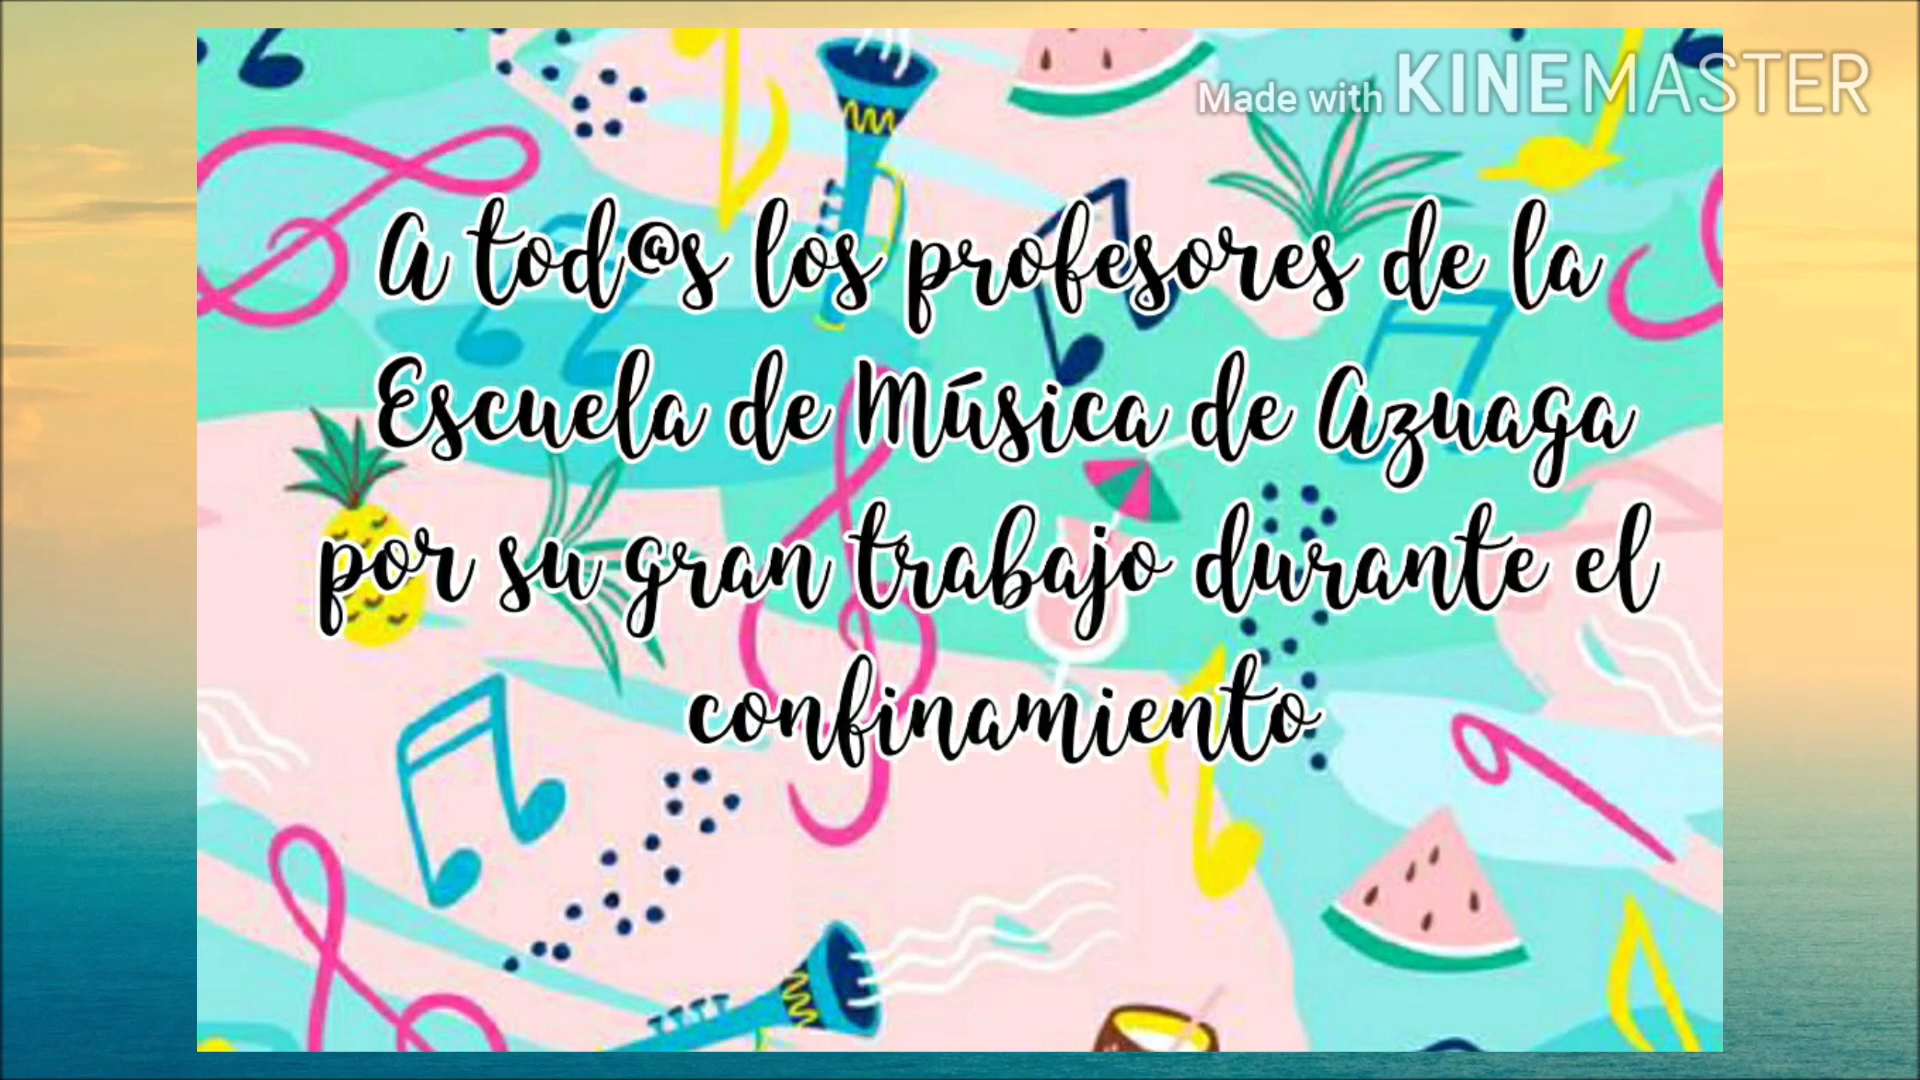 Made with KINEMASTER
A tod@s los profesores de la
Escuela de Música de Azuaga
por su gran trabajo durante el
confinamiento